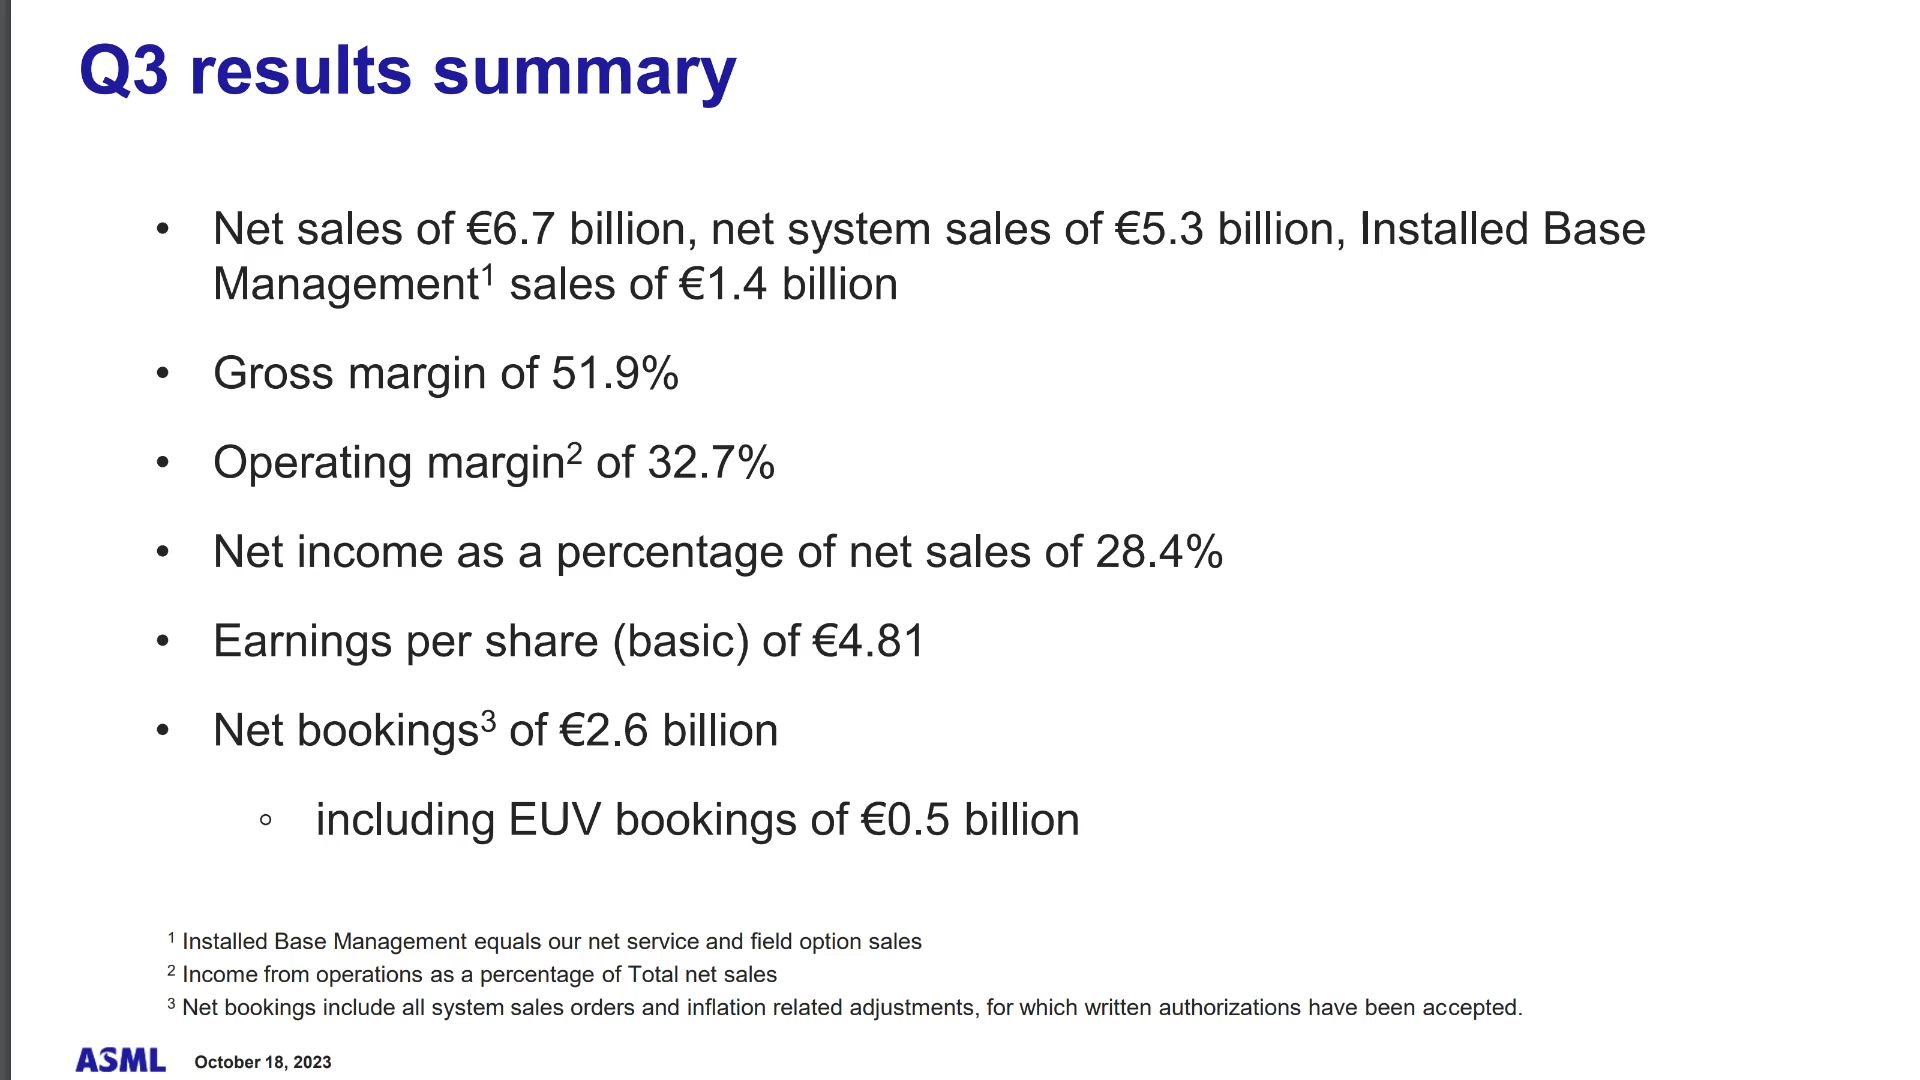 Q3 results summary
• Net sales of €6.7 billion, net system sales of €5.3 billion, Installed Base
Management¹ sales of €1.4 billion
• Gross margin of 51.9%
• Operating margin² of 32.7%
• Net income as a percentage of net sales of 28.4%
• Earnings per share (basic) of €4.81
• Net bookings³ of €2.6 billion
◦ including EUV bookings of €0.5 billion
¹ Installed Base Management equals our net service and field option sales
² Income from operations as a percentage of Total net sales
³ Net bookings include all system sales orders and inflation related adjustments, for which written authorizations have been accepted.
ASML October 18, 2023